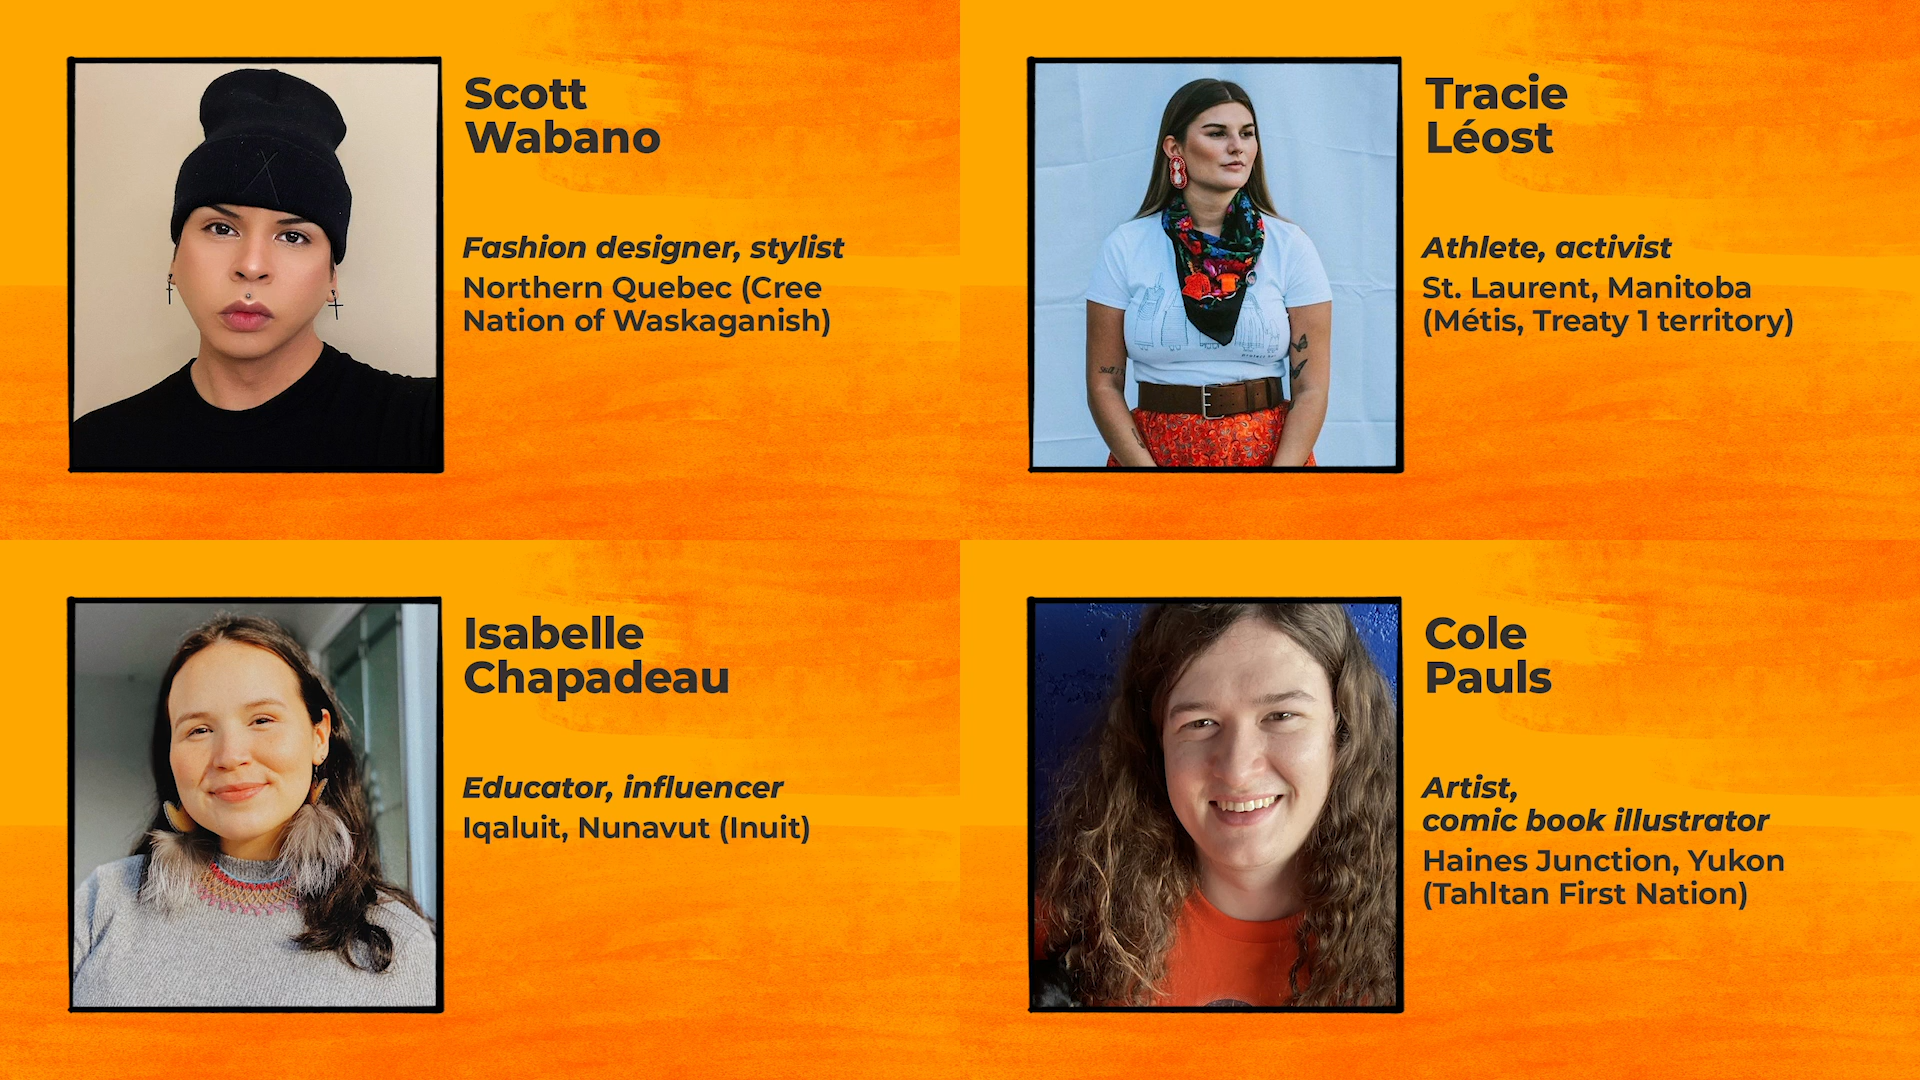 Scott
Wabano
Fashion designer, stylist
Northern Quebec (Cree
Nation of Waskaganish)
Tracie
Léost
Athlete, activist
St. Laurent, Manitoba
(Métis, Treaty 1 territory)
Isabelle
Chapadeau
Educator, influencer
Iqaluit, Nunavut (Inuit)
Cole
Pauls
Artist,
comic book illustrator
Haines Junction, Yukon
(Tahltan First Nation)